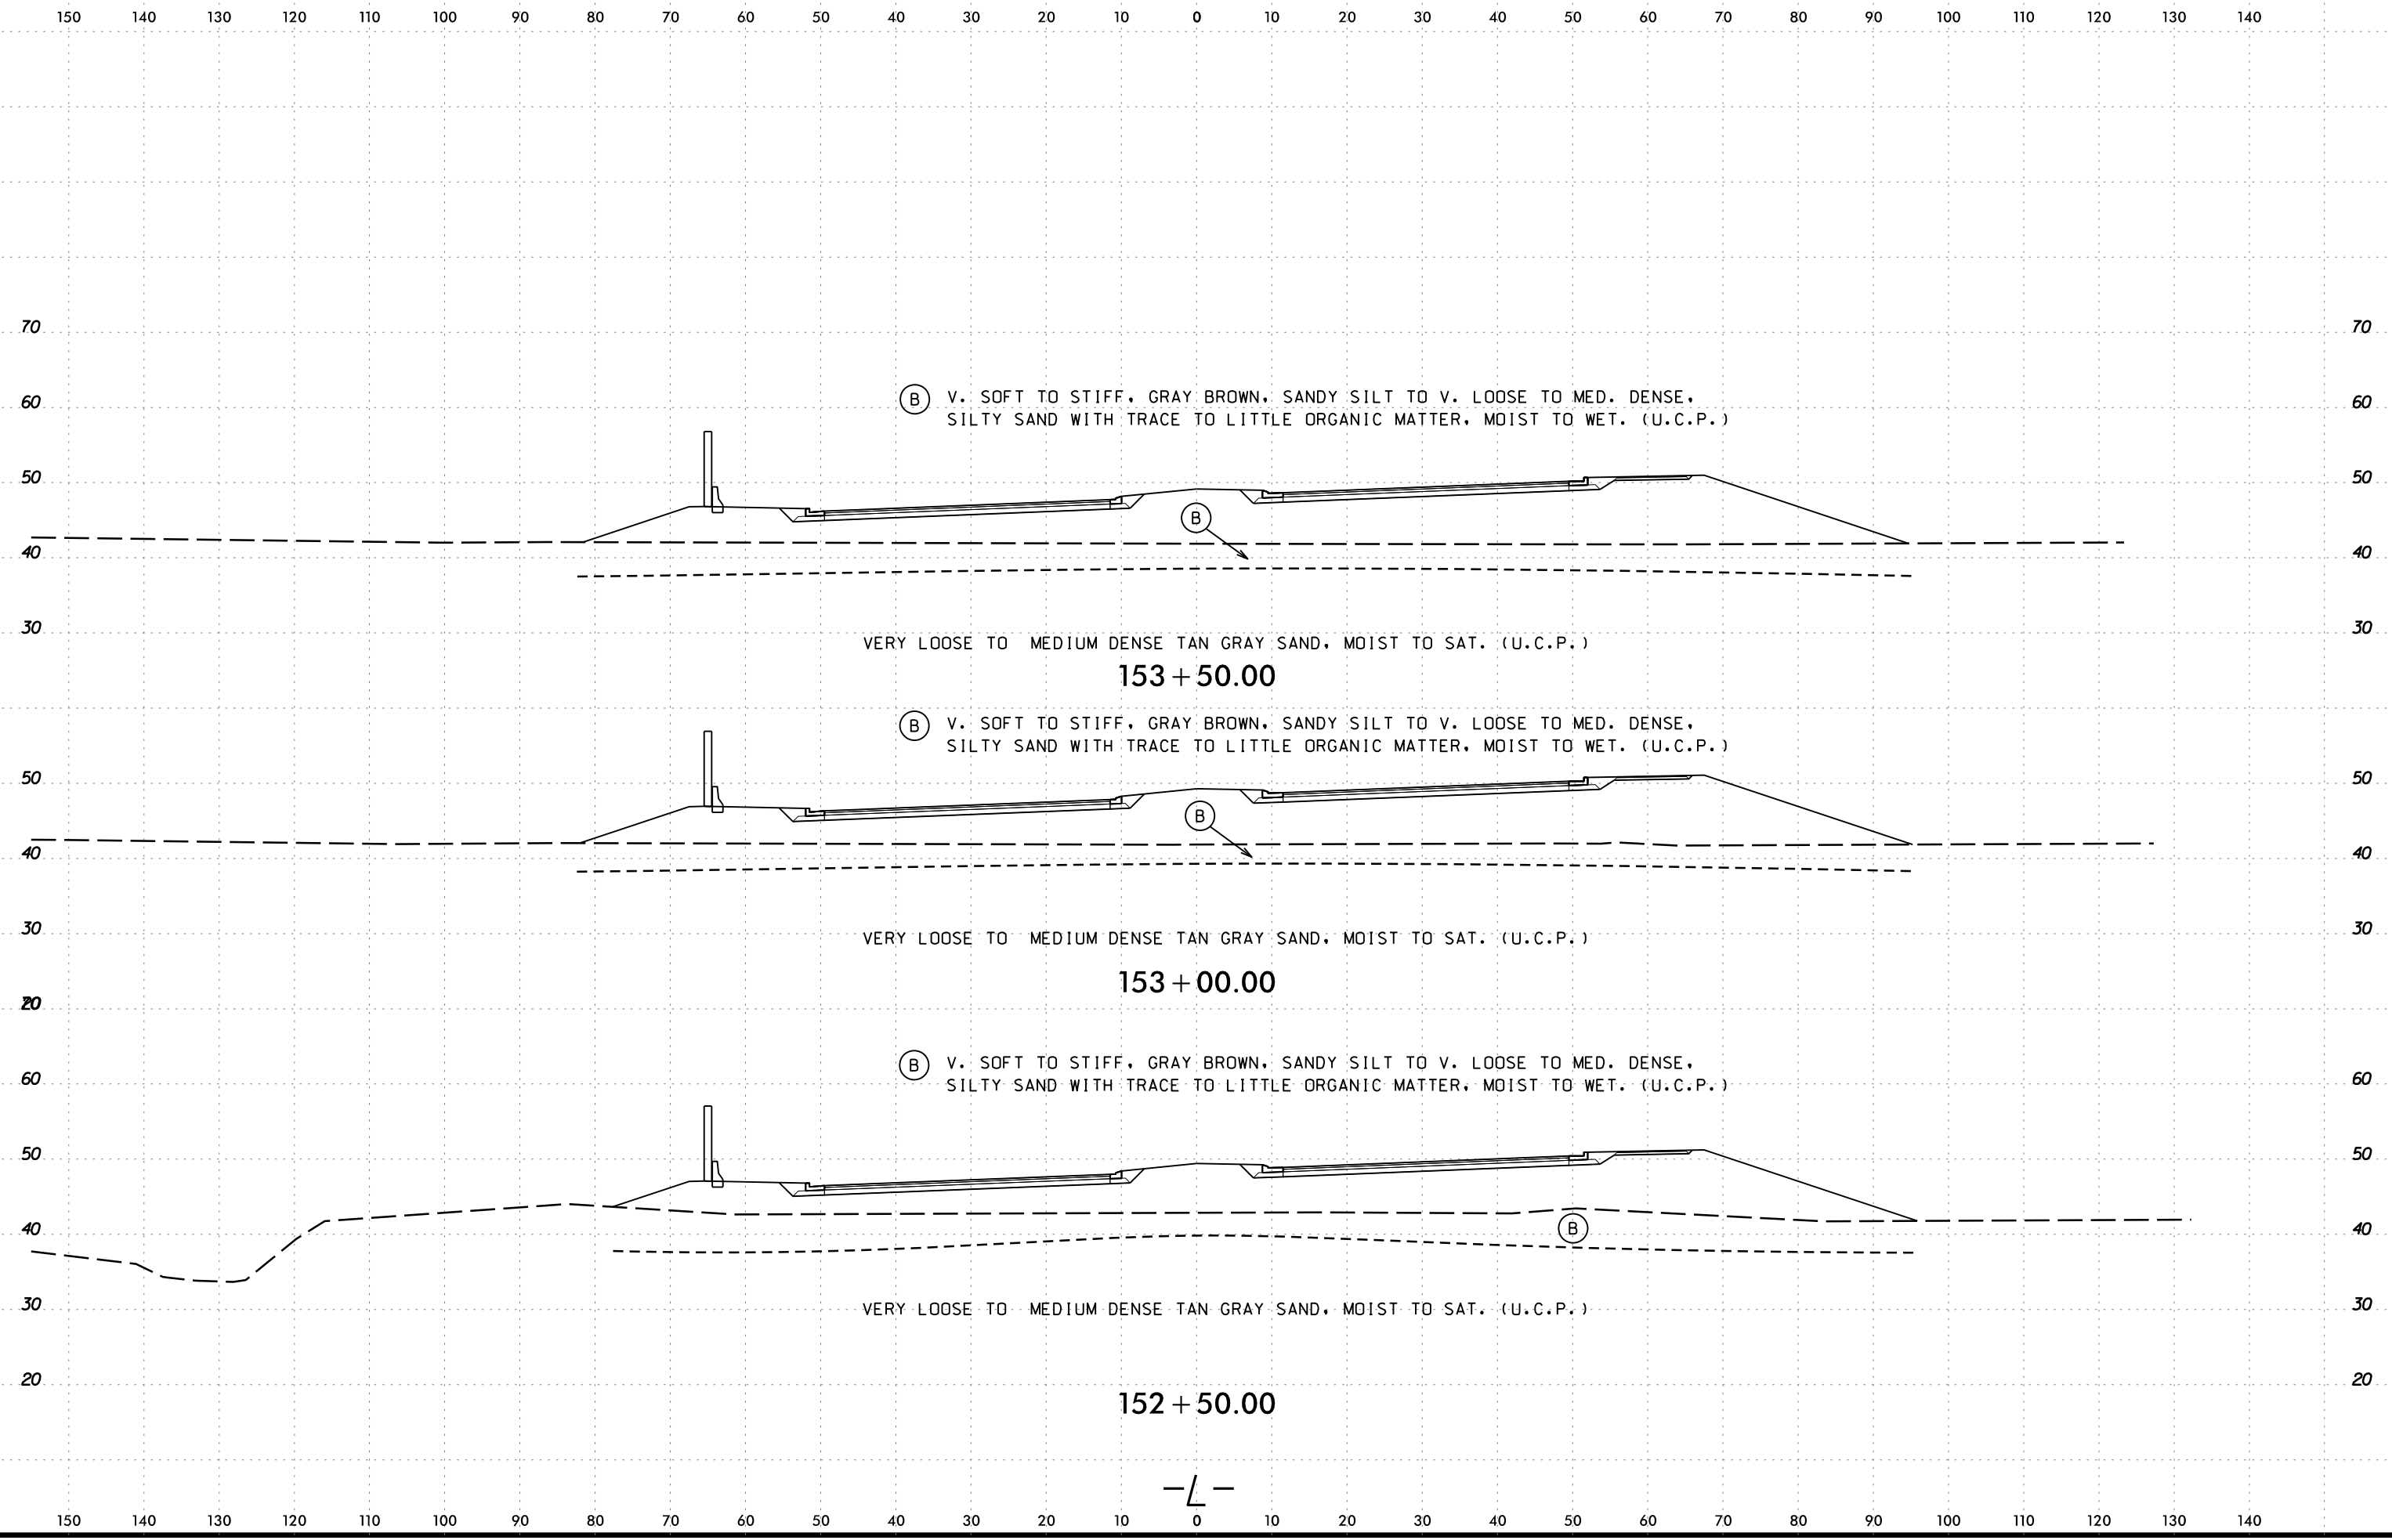 150 140 130 120 110 100 90 80 70 60 50 40 30 20 10 0 10 20 30 40 50 60 70 80 90 100 110 120 130 140
70 70
B V. SOFT TO STIFF, GRAY BROWN, SANDY SILT TO V. LOOSE TO MED. DENSE,
60 60
SILTY SAND WITH TRACE TO LITTLE ORGANIC MATTER, MOIST TO WET. (U.C.P.)
50 50
B
40 40
30 30
VERY LOOSE TO MEDIUM DENSE TAN GRAY SAND, MOIST TO SAT. (U.C.P.)
153+50.00
B V. SOFT TO STIFF, GRAY BROWN, SANDY SILT TO V. LOOSE TO MED. DENSE,
SILTY SAND WITH TRACE TO LITTLE ORGANIC MATTER, MOIST TO WET. (U.C.P.)
50 50
B
40 40
30 30
VERY LOOSE TO MEDIUM DENSE TAN GRAY SAND, MOIST TO SAT. (U.C.P.)
153+00.00
20
B V. SOFT TO STIFF, GRAY BROWN, SANDY SILT TO V. LOOSE TO MED. DENSE,
60 60
SILTY SAND WITH TRACE TO LITTLE ORGANIC MATTER, MOIST TO WET. (U.C.P.)
50 50
40 B 40
30 30
VERY LOOSE TO MEDIUM DENSE TAN GRAY SAND, MOIST TO SAT. (U.C.P.)
20 20
152+50.00
-L-
150 140 130 120 110 100 90 80 70 60 50 40 30 20 10 0 10 20 30 40 50 60 70 80 90 100 110 120 130 140